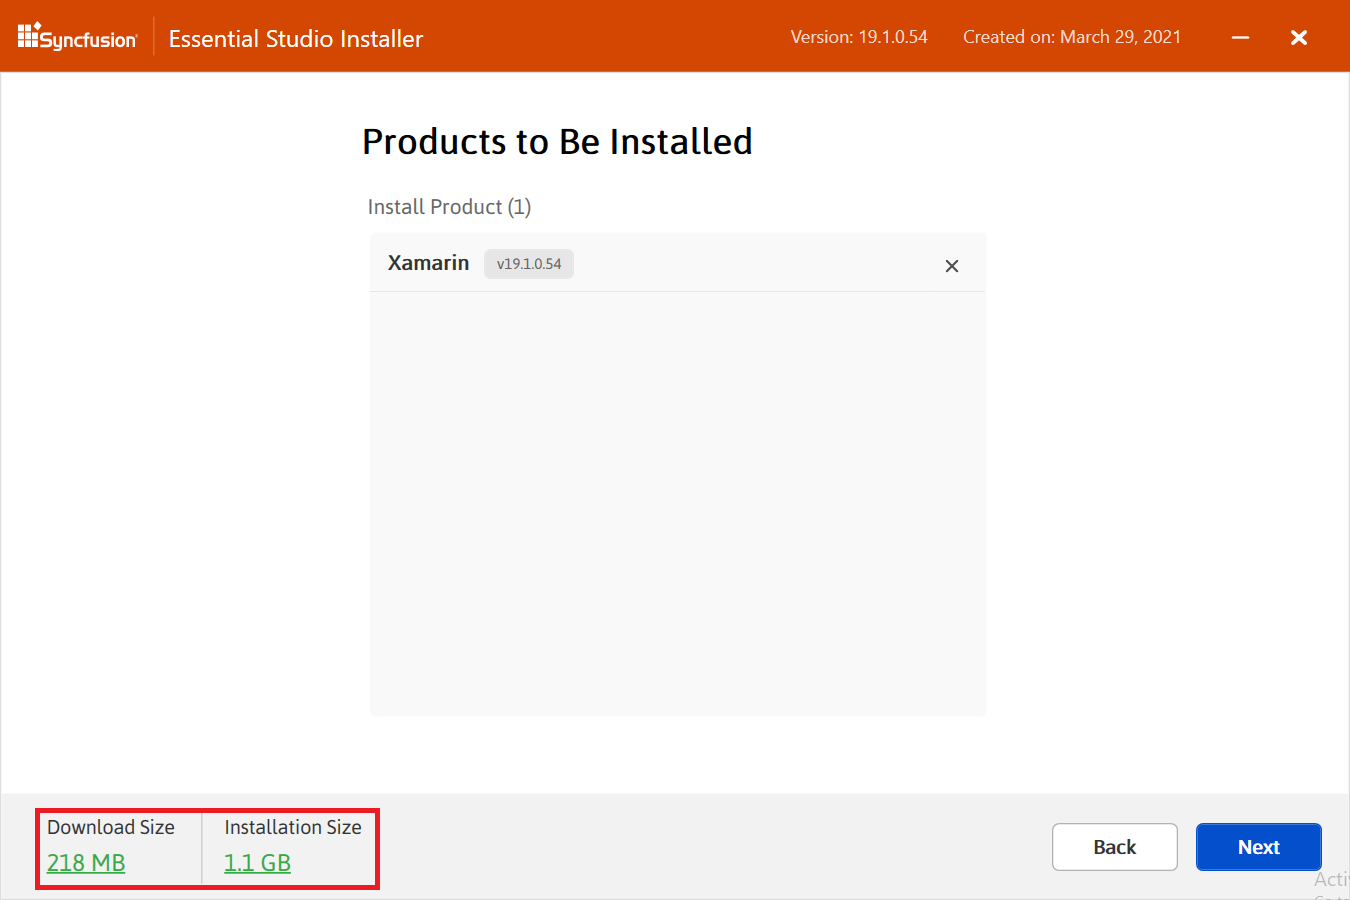 Syncfusion
Essential Studio Installer
Version: 19.1.0.54
Created on: March 29, 2021
Products to Be Installed
Install Product (1)
Xamarin v19.1.0.54
Download Size
218 MB
Installation Size
1.1 GB
Back
Next
Acti